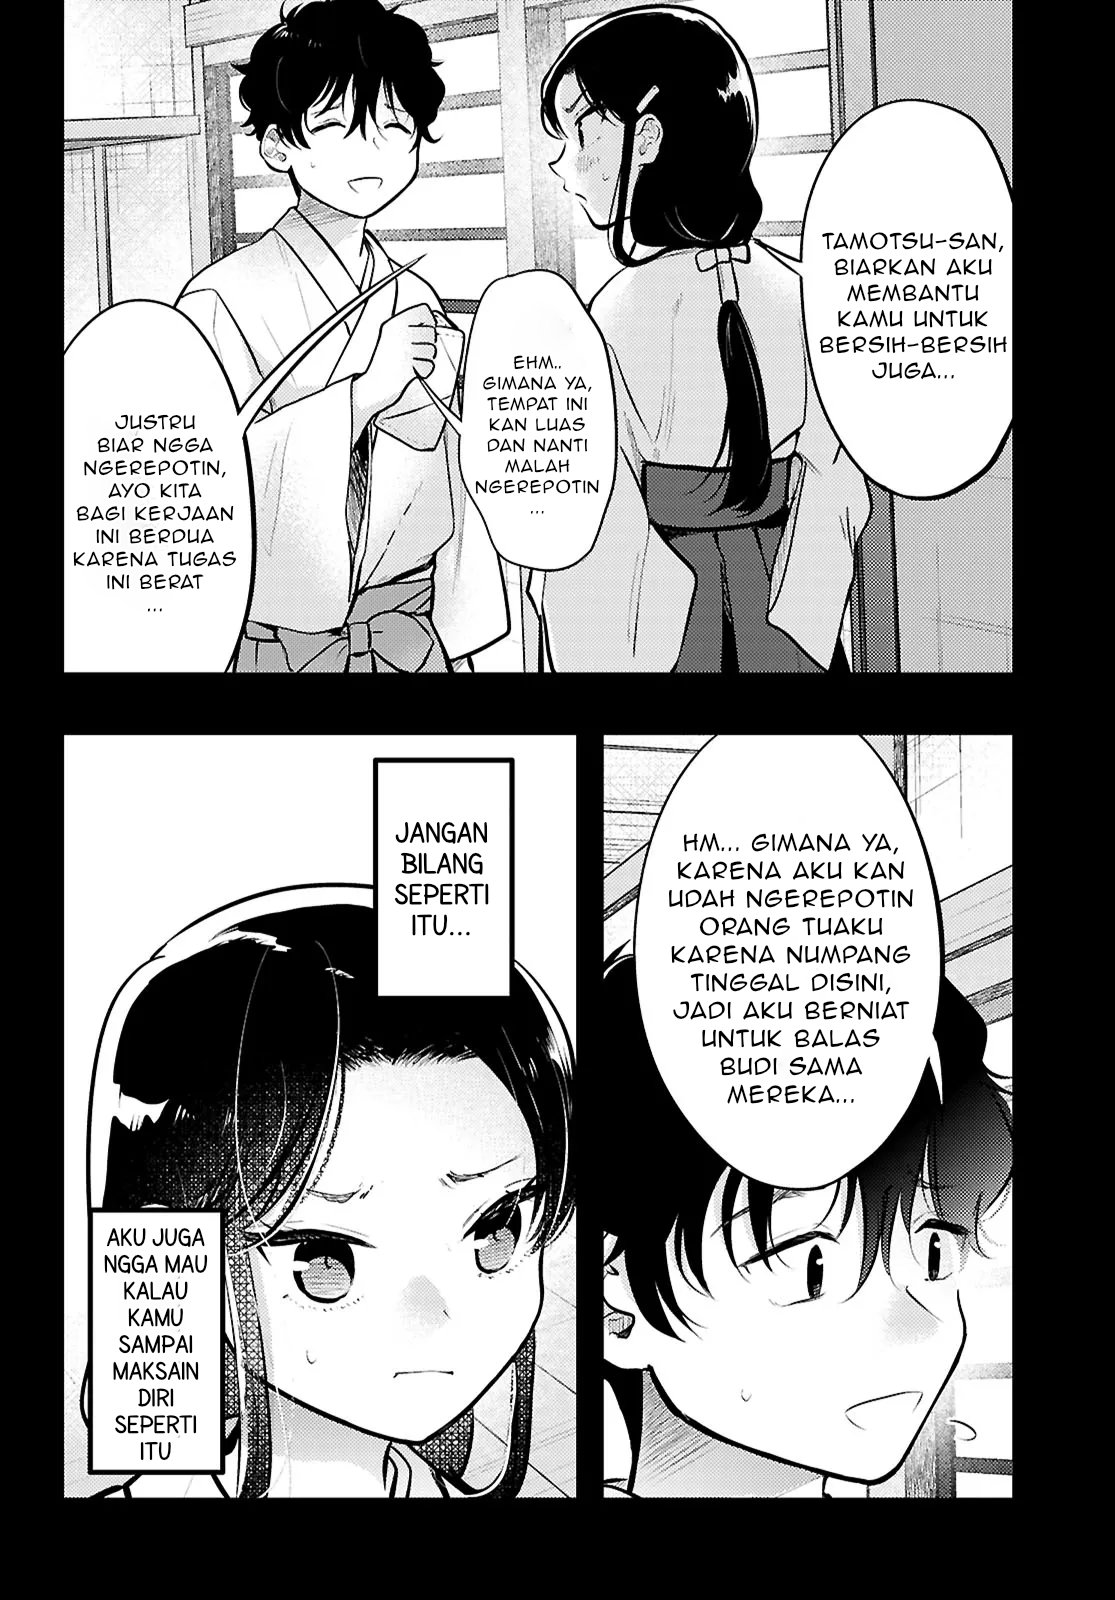 TAMOTSU-SAN,
BIARKAN AKU
MEMBANTU
KAMU UNTUK
BERSIH-BERSIH
JUGA...
EHM..
GIMANA YA,
TEMPAT INI
KAN LUAS
DAN NANTI
MALAH
NGEREPOTIN
...
JUSTRU
BIAR NGGA
NGEREPOTIN,
AYO KITA
BAGI KERJAAN
INI BERDUA
KARENA TUGAS
INI BERAT
...
HM... GIMANA YA,
KARENA AKU KAN
UDAH NGEREPOTIN
ORANG TUAKU
KARENA NUMPANG
TINGGAL DISINI,
JADI AKU BERNIAT
UNTUK BALAS
BUDI SAMA
MEREKA...
JANGAN
BILANG
SEPERTI
ITU...
AKU JUGA
NGGA MAU
KALAU
KAMU
SAMPAI
MAKSAIN
DIRI
SEPERTI
ITU